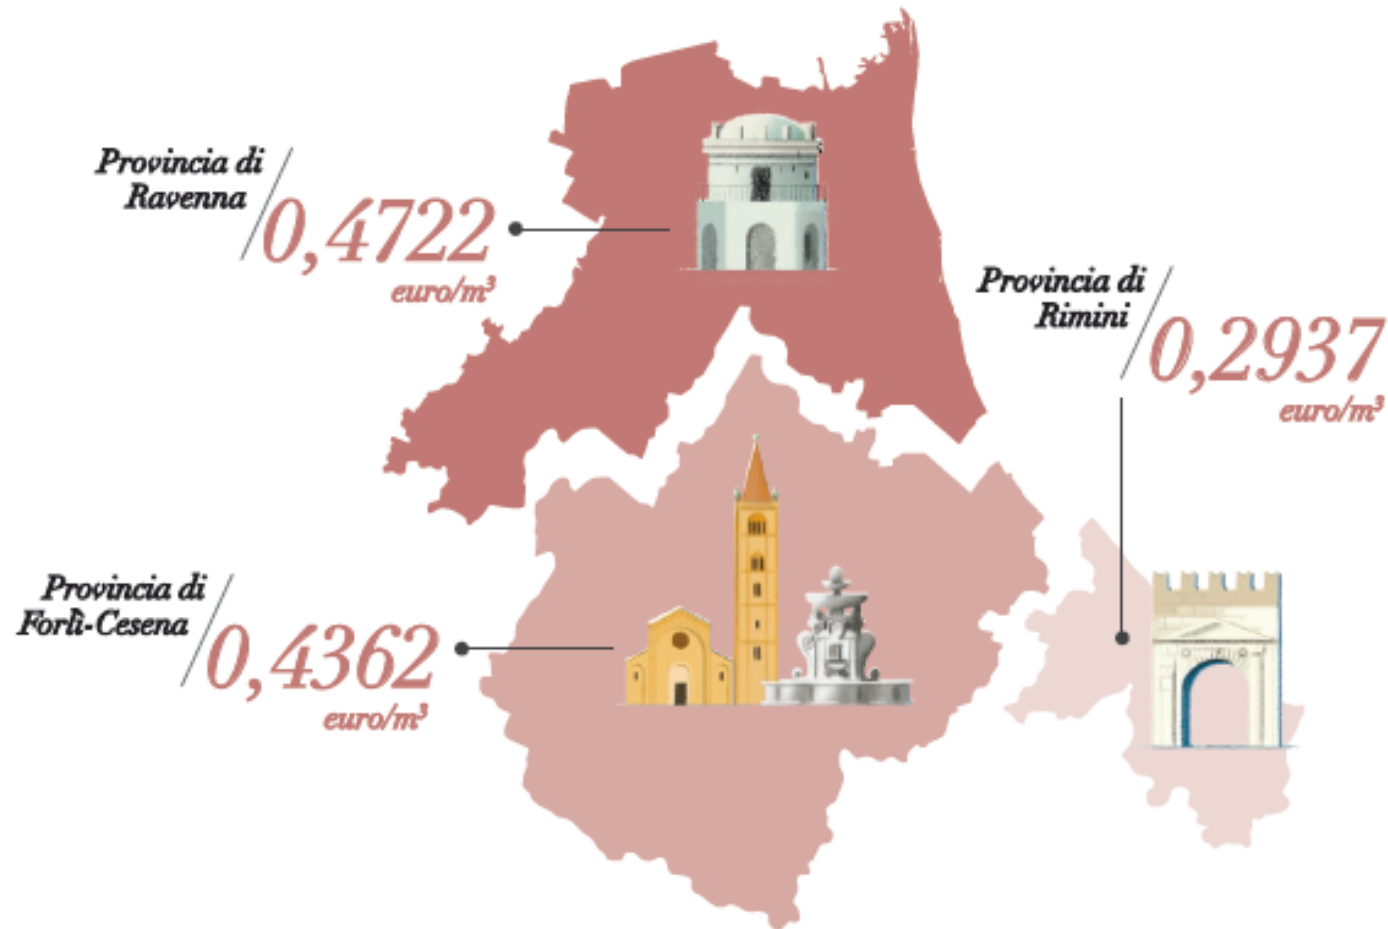 Provincia di
Ravenna
0,4722
euro/m³
Provincia di
Rimini
0,2937
euro/m³
Provincia di
Forlì-Cesena
0,4362
euro/m³